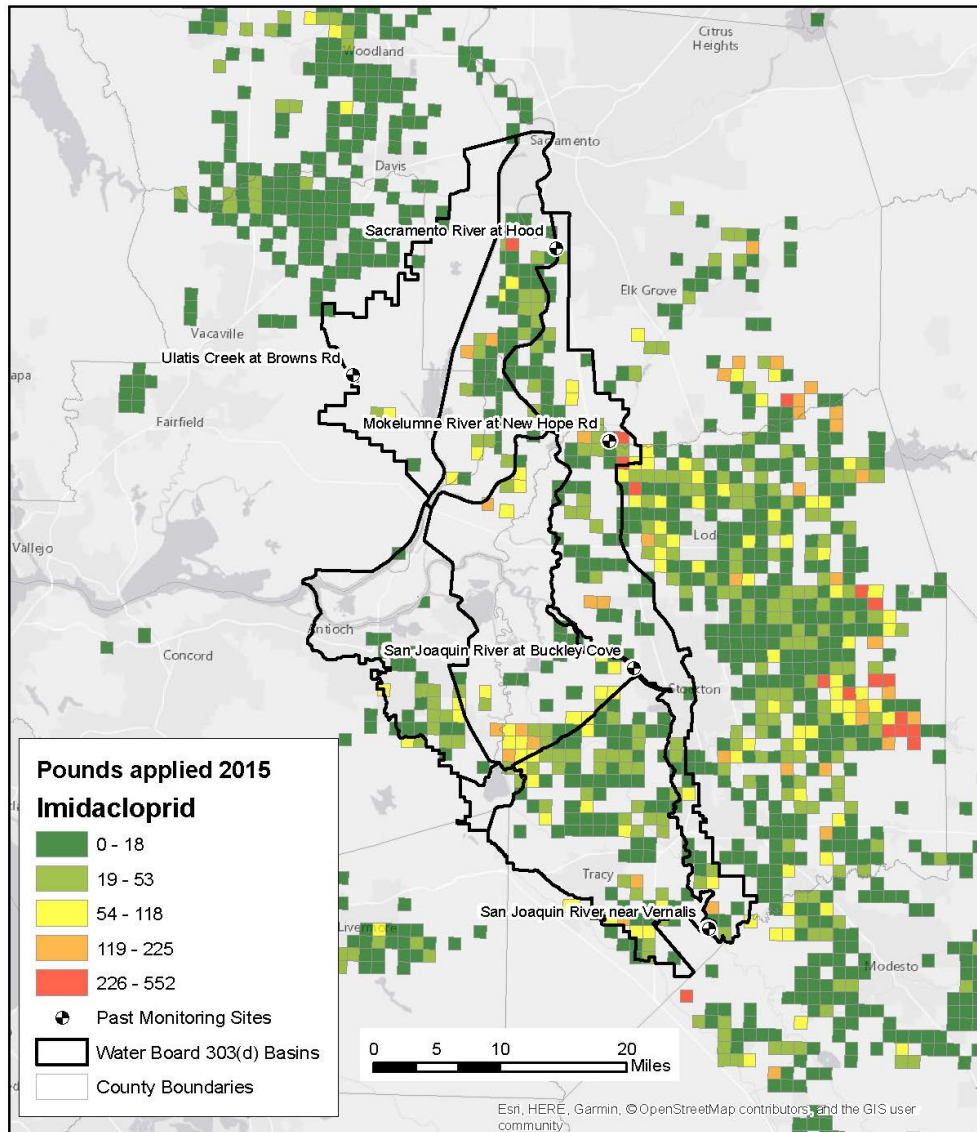 Citrus
Heights
Woodland
Sacramento
Davis
Sacramento River at Hood
Elk Grove
Vacaville
Ulatis Creek at Browns Rd
apa
Fairfield
Mokelumne River at New Hope Rd
Lodi
Vallejo
Antioch
Concord
San Joaquin River at Buckley Cove
Stockton
Tracy
San Joaquin River near Vernalis
Livermore
Modesto
Pounds applied 2015
Imidacloprid
0 - 18
19 - 53
54 - 118
119 - 225
226 - 552
Past Monitoring Sites
Water Board 303(d) Basins
County Boundaries
0 5 10 20
Miles
Esri, HERE, Garmin, © OpenStreetMap contributors, and the GIS user
community